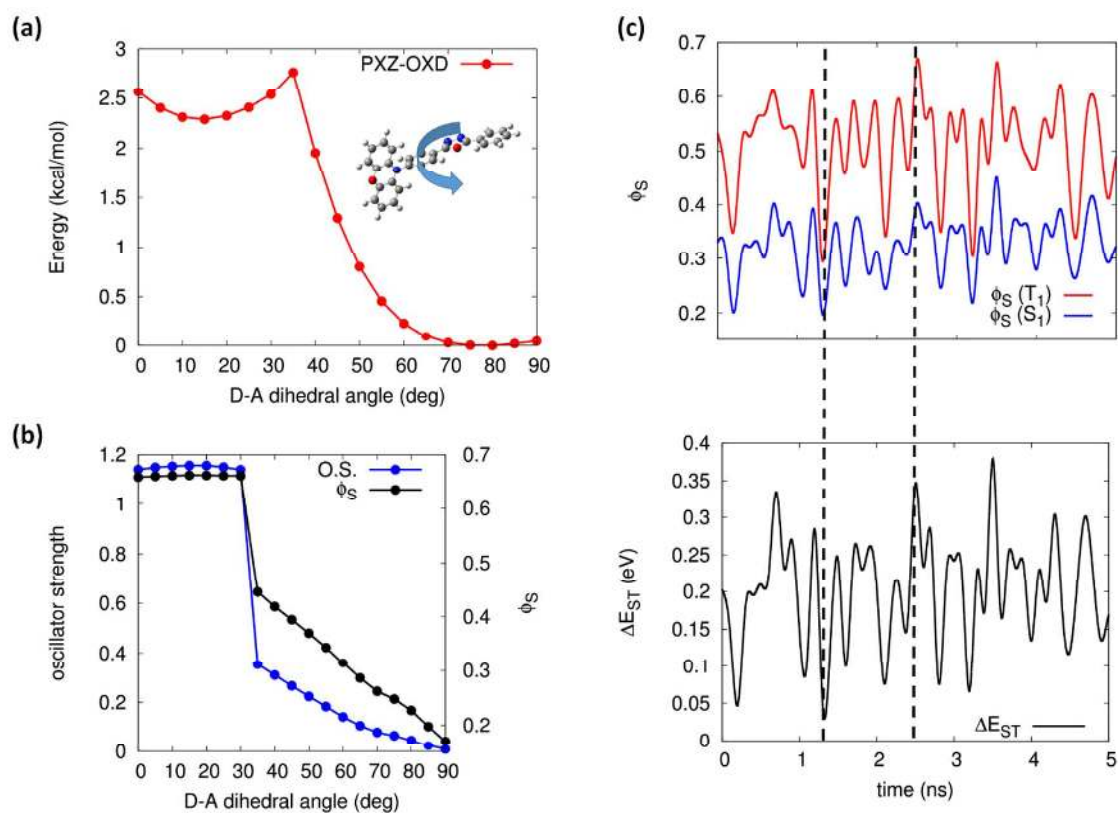 (a)
3
2.5
2
1.5
1
0.5
0
Energy (kcal/mol)
PXZ-OXD
0 10 20 30 40 50 60 70 80 90
D-A dihedral angle (deg)
(b)
1.2
1
0.8
0.6
0.4
0.2
0
oscillator strength
O.S.
ϕS
0.7
0.6
0.5
0.4
0.3
0.2
ϕS
0 10 20 30 40 50 60 70 80 90
D-A dihedral angle (deg)
(c)
0.7
0.6
0.5
0.4
0.3
0.2
ϕS
ϕS (T1)
ϕS (S1)
1 2 3 4 5
0.4
0.35
0.3
0.25
0.2
0.15
0.1
0.05
0
ΔEST (eV)
ΔEST
0 1 2 3 4 5
time (ns)